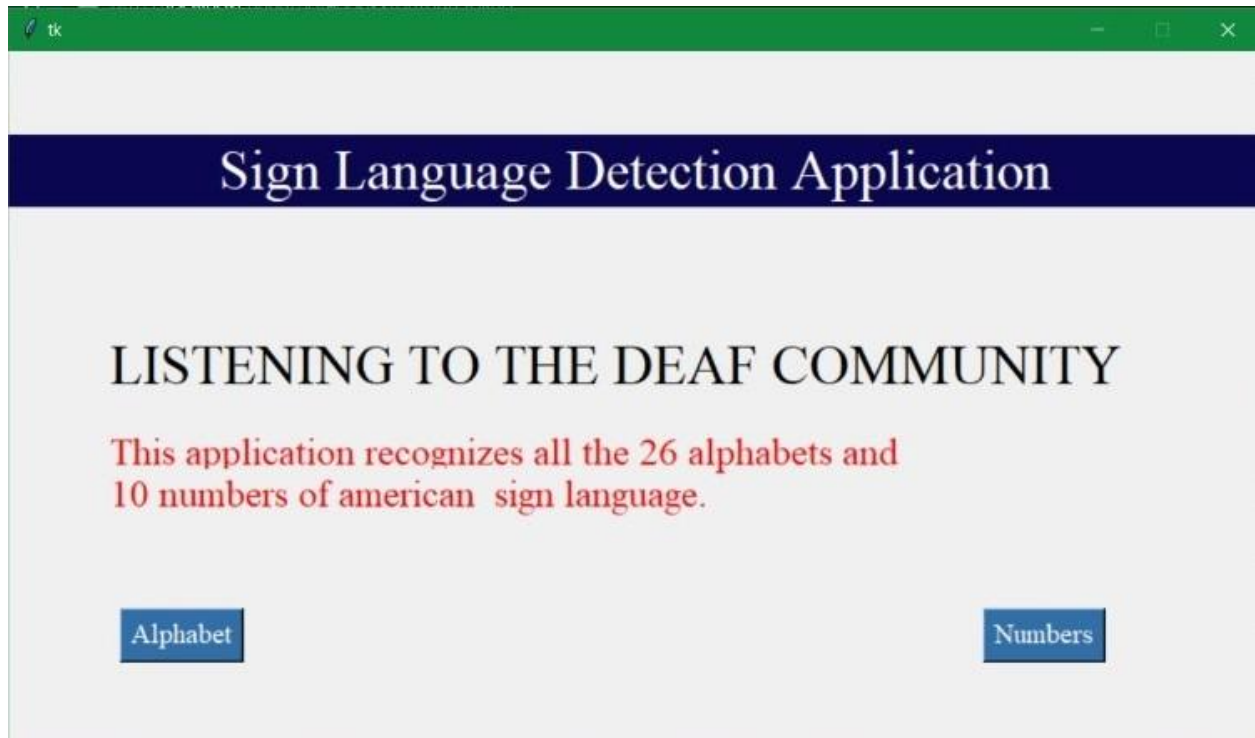 tk
Sign Language Detection Application
LISTENING TO THE DEAF COMMUNITY
This application recognizes all the 26 alphabets and
10 numbers of american  sign language.
Alphabet
Numbers